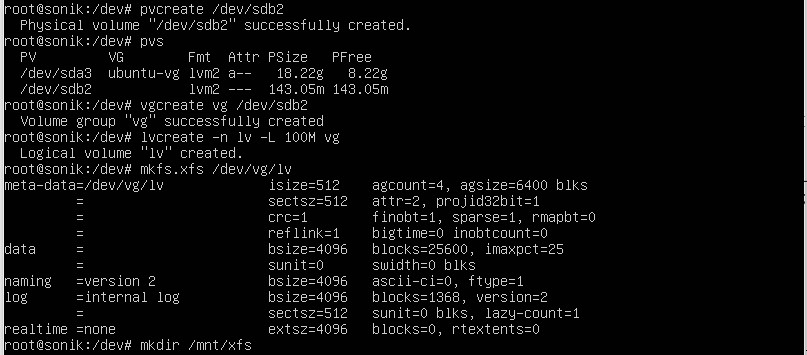 root@sonik:/dev# pvcreate /dev/sdb2
  Physical volume "/dev/sdb2" successfully created.
root@sonik:/dev# pvs
  PV         VG        Fmt  Attr PSize   PFree
  /dev/sda3  ubuntu-vg lvm2 a--   18.22g   8.22g
  /dev/sdb2            lvm2 ---  143.05m 143.05m
root@sonik:/dev# vgcreate vg /dev/sdb2
  Volume group "vg" successfully created
root@sonik:/dev# lvcreate -n lv -L 100M vg
  Logical volume "lv" created.
root@sonik:/dev# mkfs.xfs /dev/vg/lv
meta-data=/dev/vg/lv             isize=512    agcount=4, agsize=6400 blks
         =                       sectsz=512   attr=2, projid32bit=1
         =                       crc=1        finobt=1, sparse=1, rmapbt=0
         =                       reflink=1    bigtime=0 inobtcount=0
data     =                       bsize=4096   blocks=25600, imaxpct=25
         =                       sunit=0      swidth=0 blks
naming   =version 2              bsize=4096   ascii-ci=0, ftype=1
log      =internal log           bsize=4096   blocks=1368, version=2
         =                       sectsz=512   sunit=0 blks, lazy-count=1
realtime =none                   extsz=4096   blocks=0, rtextents=0
root@sonik:/dev# mkdir /mnt/xfs